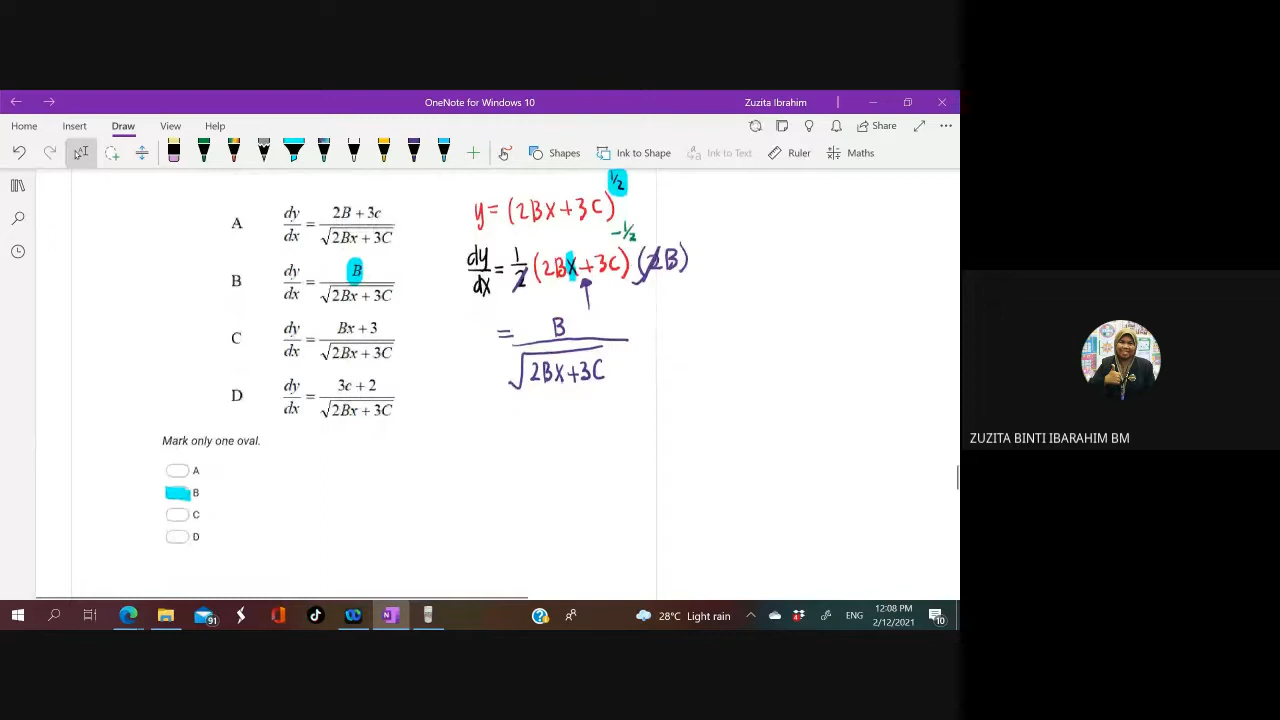 OneNote for Windows 10
Zuzita Ibrahim
Home Insert Draw View Help
Share
Shapes Ink to Shape Ink to Text Ruler Maths
A dy/dx = 2B + 3c / √2Bx + 3C
B dy/dx = B / √2Bx + 3C
C dy/dx = Bx + 3 / √2Bx + 3C
D dy/dx = 3c + 2 / √2Bx + 3C
Mark only one oval.
A
B
C
D
1/2
y = (2Bx+3C)
-1/2
dy/dx = 1/2 (2Bx+3C) (2B)
= B / √2Bx+3C
ZUZITA BINTI IBARAHIM BM
91
28°C Light rain
4
ENG
12:08 PM
2/12/2021
10